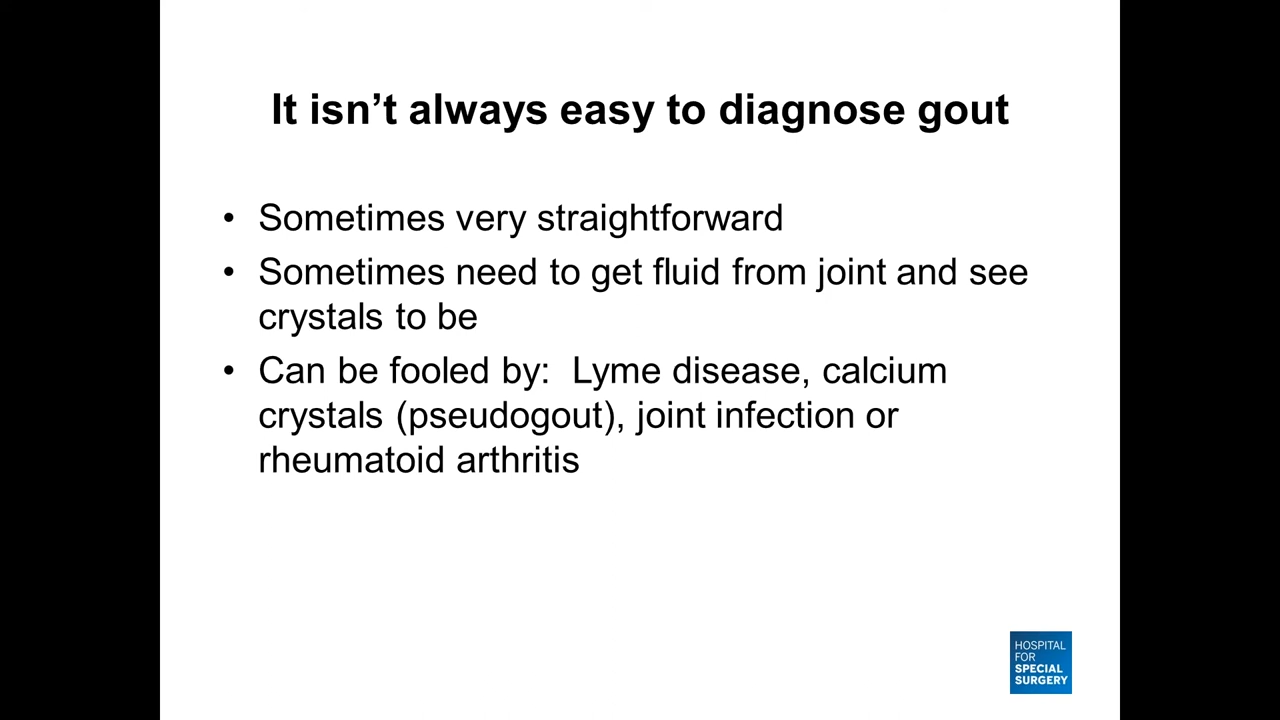 It isn’t always easy to diagnose gout
• Sometimes very straightforward
• Sometimes need to get fluid from joint and see
crystals to be
• Can be fooled by:  Lyme disease, calcium
crystals (pseudogout), joint infection or
rheumatoid arthritis
HOSPITAL
FOR
SPECIAL
SURGERY